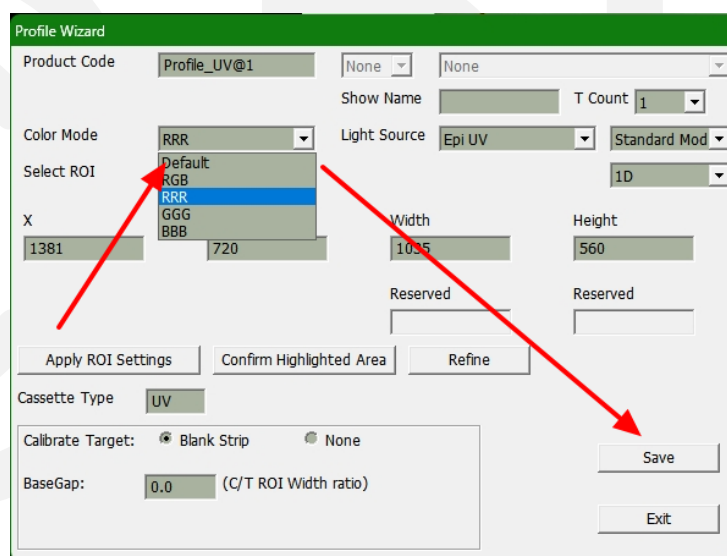 Profile Wizard
Product Code Profile_UV@1 None None
Show Name T Count 1
Color Mode RRR Light Source Epi UV Standard Mod
Select ROI Default 1D
RGB
RRR
GGG
BBB
X Width Height
1381 720 1035 560
Reserved Reserved
Apply ROI Settings Confirm Highlighted Area Refine
Cassette Type UV
Calibrate Target: Blank Strip None
Save
BaseGap: 0.0 (C/T ROI Width ratio)
Exit